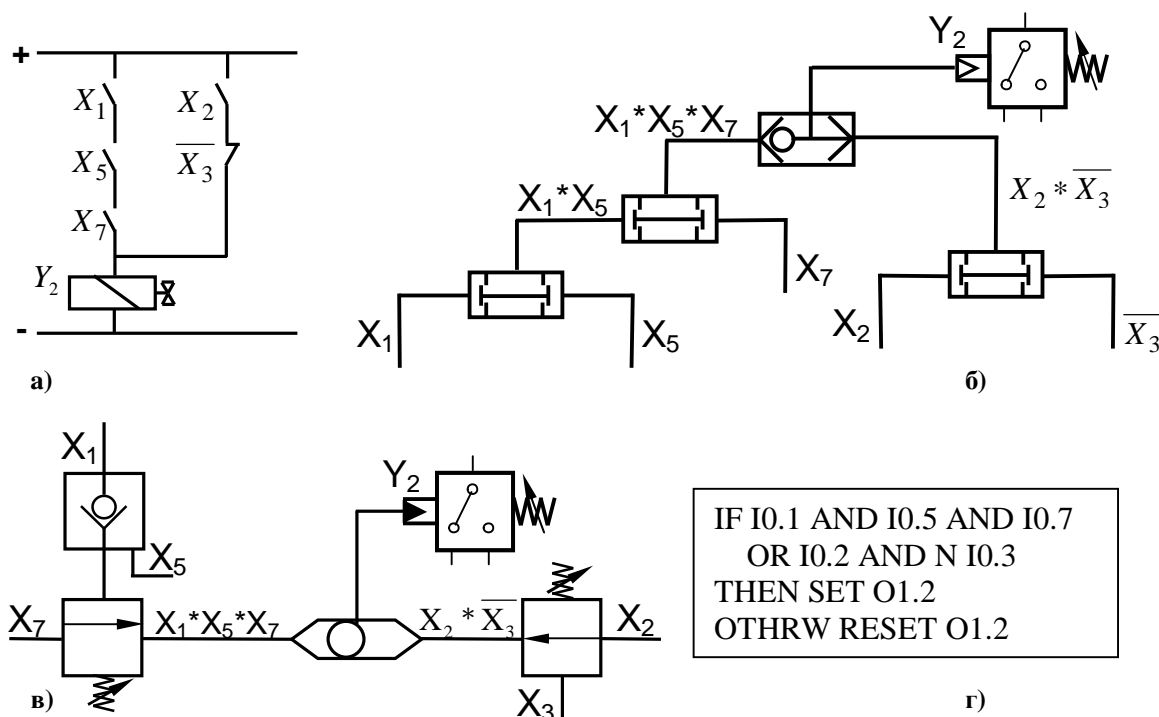 +
X₁
X₂
X₅
X̅₃
X₇
Y₂
-
а)
Y₂
X₁*X₅*X₇
X₁*X₅
X₂ * X̅₃
X₇
X₁
X₅
X₂
X̅₃
б)
X₁
X₅
X₇
X₁*X₅*X₇
Y₂
X₂ * X̅₃
X₂
X₃
в)
IF I0.1 AND I0.5 AND I0.7
OR I0.2 AND N I0.3
THEN SET O1.2
OTHRW RESET O1.2
г)